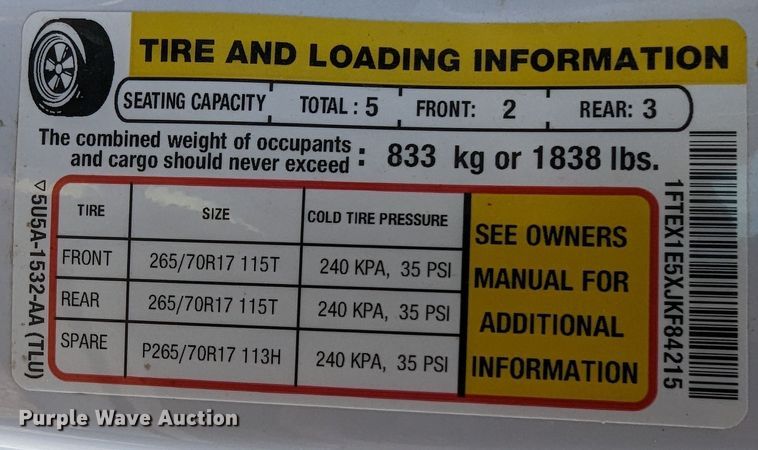 TIRE AND LOADING INFORMATION
SEATING CAPACITY TOTAL : 5 FRONT: 2 REAR: 3
The combined weight of occupants
and cargo should never exceed : 833 kg or 1838 lbs.
TIRE SIZE COLD TIRE PRESSURE
FRONT 265/70R17 115T 240 KPA, 35 PSI
REAR 265/70R17 115T 240 KPA, 35 PSI
SPARE P265/70R17 113H 240 KPA, 35 PSI
SEE OWNERS
MANUAL FOR
ADDITIONAL
INFORMATION
▽5U5A-1532-AA (TLU)
1FTEX1E5XJKF84215
Purple Wave Auction